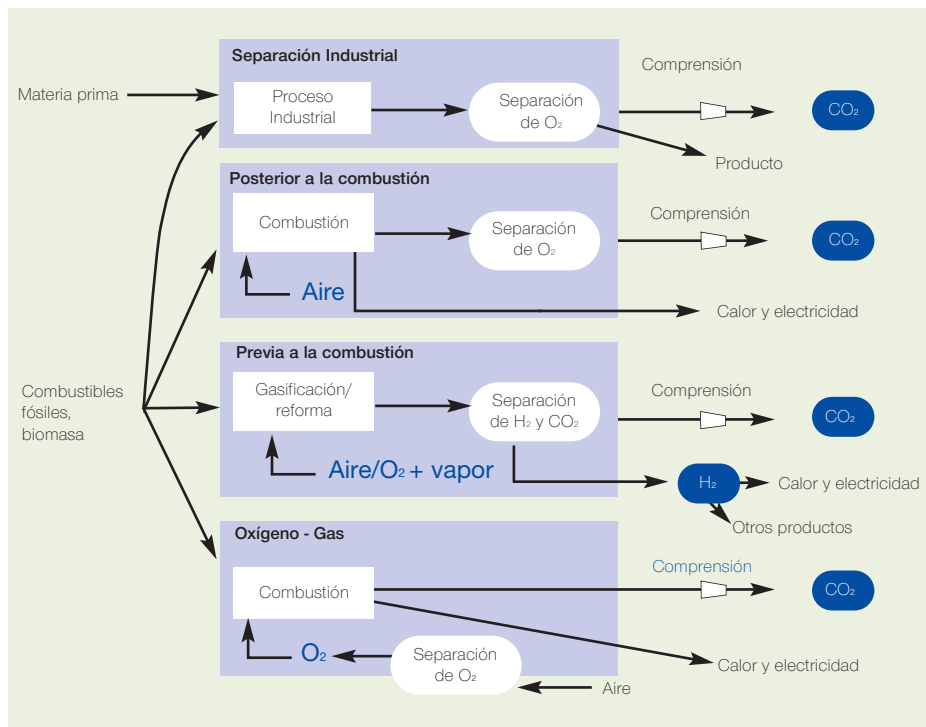 Separación Industrial
Comprensión
Materia prima
Proceso
Industrial
Separación
de O₂
CO₂
Producto
Posterior a la combustión
Comprensión
Combustión
Separación
de O₂
CO₂
Aire
Calor y electricidad
Previa a la combustión
Combustibles
fósiles,
biomasa
Gasificación/
reforma
Separación
de H₂ y CO₂
Comprensión
CO₂
Aire/O₂ + vapor
H₂
Calor y electricidad
Otros productos
Oxígeno - Gas
Comprensión
Combustión
CO₂
O₂
Separación
de O₂
Calor y electricidad
Aire